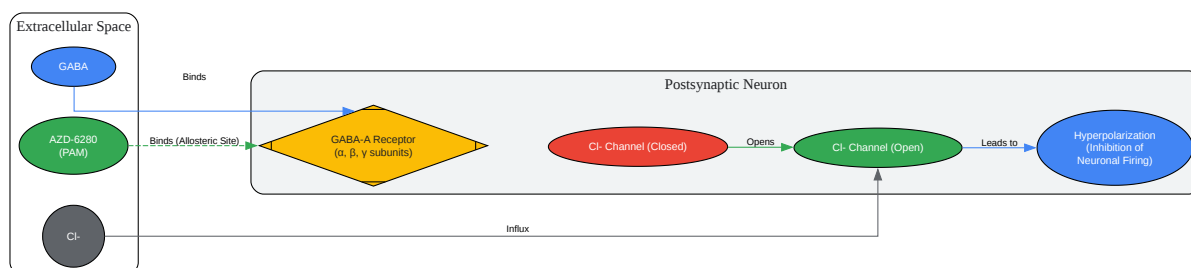 Extracellular Space
GABA
Binds
Postsynaptic Neuron
AZD-6280
(PAM)
Binds (Allosteric Site)
GABA-A Receptor
(α, β, γ subunits)
Cl- Channel (Closed)
Opens
Cl- Channel (Open)
Leads to
Hyperpolarization
(Inhibition of
Neuronal Firing)
Cl-
Influx